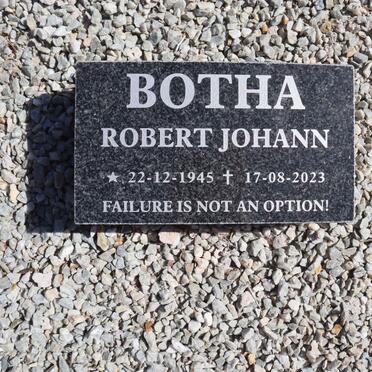 BOTHA
ROBERT JOHANN
★ 22-12-1945 ✝ 17-08-2023
FAILURE IS NOT AN OPTION!